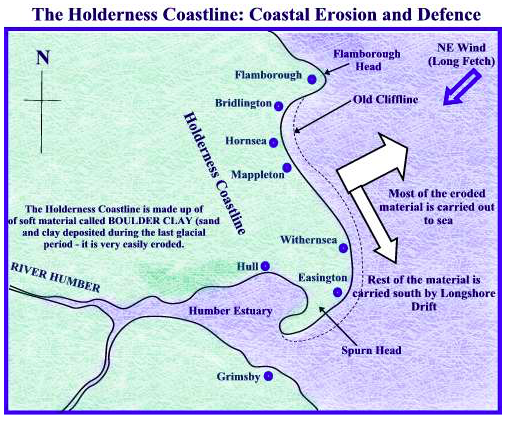 The Holderness Coastline: Coastal Erosion and Defence
N
Flamborough
Head
NE Wind
(Long Fetch)
Flamborough
Bridlington
Old Cliffline
Hornsea
Mappleton
Holderness Coastline
Most of the eroded
material is carried out
to sea
The Holderness Coastline is made up of
of soft material called BOULDER CLAY (sand
and clay deposited during the last glacial
period - it is very easily eroded.
Withernsea
Hull
Easington
RIVER HUMBER
Humber Estuary
Rest of the material is
carried south by Longshore
Drift
Spurn Head
Grimsby